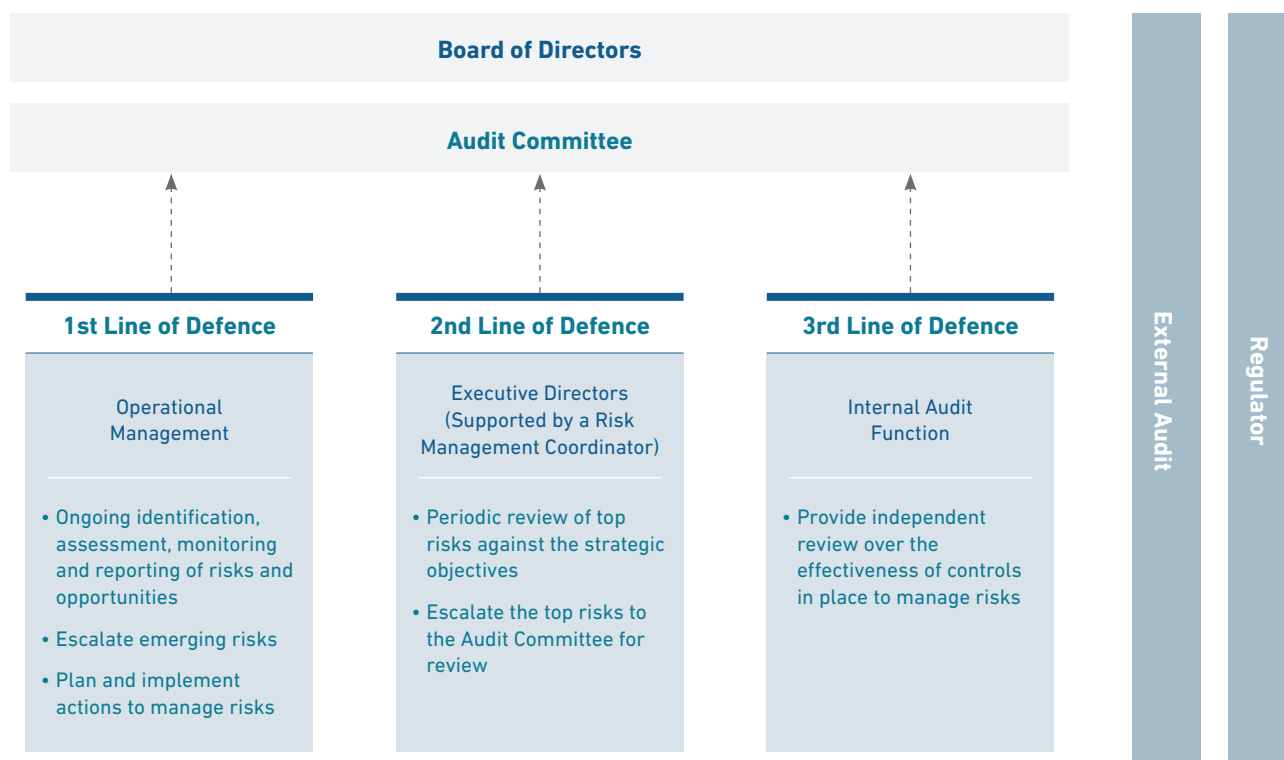 Board of Directors
Audit Committee
1st Line of Defence
Operational
Management
• Ongoing identification,
assessment, monitoring
and reporting of risks and
opportunities
• Escalate emerging risks
• Plan and implement
actions to manage risks
2nd Line of Defence
Executive Directors
(Supported by a Risk
Management Coordinator)
• Periodic review of top
risks against the strategic
objectives
• Escalate the top risks to
the Audit Committee for
review
3rd Line of Defence
Internal Audit
Function
• Provide independent
review over the
effectiveness of controls
in place to manage risks
External Audit
Regulator